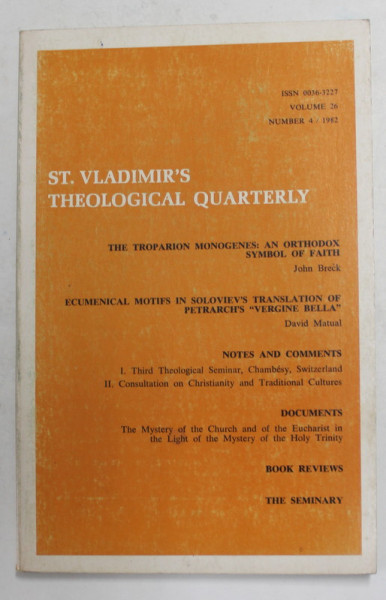 ISSN 0036-3227
VOLUME 26
NUMBER 4 · 1982
ST. VLADIMIR'S
THEOLOGICAL QUARTERLY
THE TROPARION MONOGENES: AN ORTHODOX
SYMBOL OF FAITH
John Breck
ECUMENICAL MOTIFS IN SOLOVIEV'S TRANSLATION OF
PETRARCH'S "VERGINE BELLA"
David Matual
NOTES AND COMMENTS
I. Third Theological Seminar, Chambésy, Switzerland
II. Consultation on Christianity and Traditional Cultures
DOCUMENTS
The Mystery of the Church and of the Eucharist in
the Light of the Mystery of the Holy Trinity
BOOK REVIEWS
THE SEMINARY